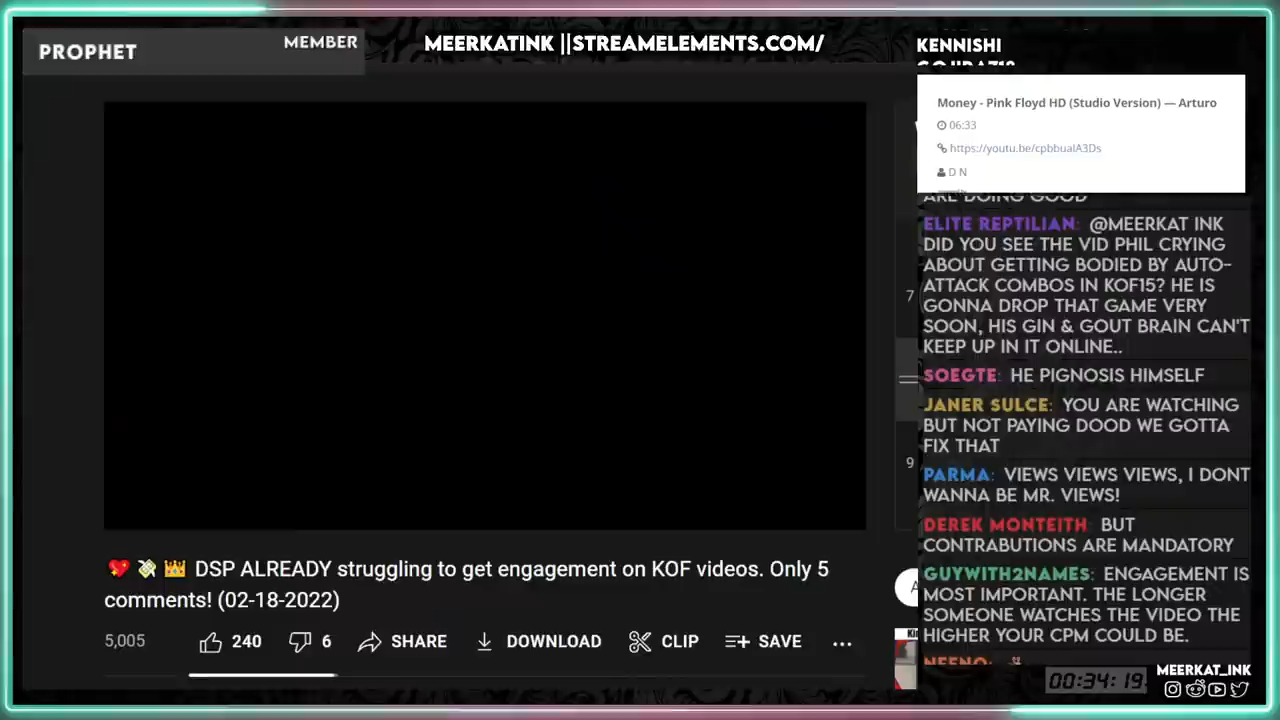 PROPHET
MEMBER
MEERKATINK ||STREAMELEMENTS.COM/
KENNISHI
Money - Pink Floyd HD (Studio Version) — Arturo
06:33
https://youtu.be/cpbbualA3Ds
D N
ARE DOING GOOD
ELITE REPTILIAN: @MEERKAT INK
DID YOU SEE THE VID PHIL CRYING
ABOUT GETTING BODIED BY AUTO-
ATTACK COMBOS IN KOF15? HE IS
GONNA DROP THAT GAME VERY
SOON, HIS GIN & GOUT BRAIN CAN'T
KEEP UP IN IT ONLINE..
SOEGTE: HE PIGNOSIS HIMSELF
JANER SULCE: YOU ARE WATCHING
BUT NOT PAYING DOOD WE GOTTA
FIX THAT
PARMA: VIEWS VIEWS VIEWS, I DONT
WANNA BE MR. VIEWS!
DEREK MONTEITH: BUT
CONTRABUTIONS ARE MANDATORY
GUYWITH2NAMES: ENGAGEMENT IS
MOST IMPORTANT. THE LONGER
SOMEONE WATCHES THE VIDEO THE
HIGHER YOUR CPM COULD BE.
NEENO:
7
9
DSP ALREADY struggling to get engagement on KOF videos. Only 5
comments! (02-18-2022)
5,005
240
6
SHARE
DOWNLOAD
CLIP
SAVE
00:34:19
MEERKAT_INK